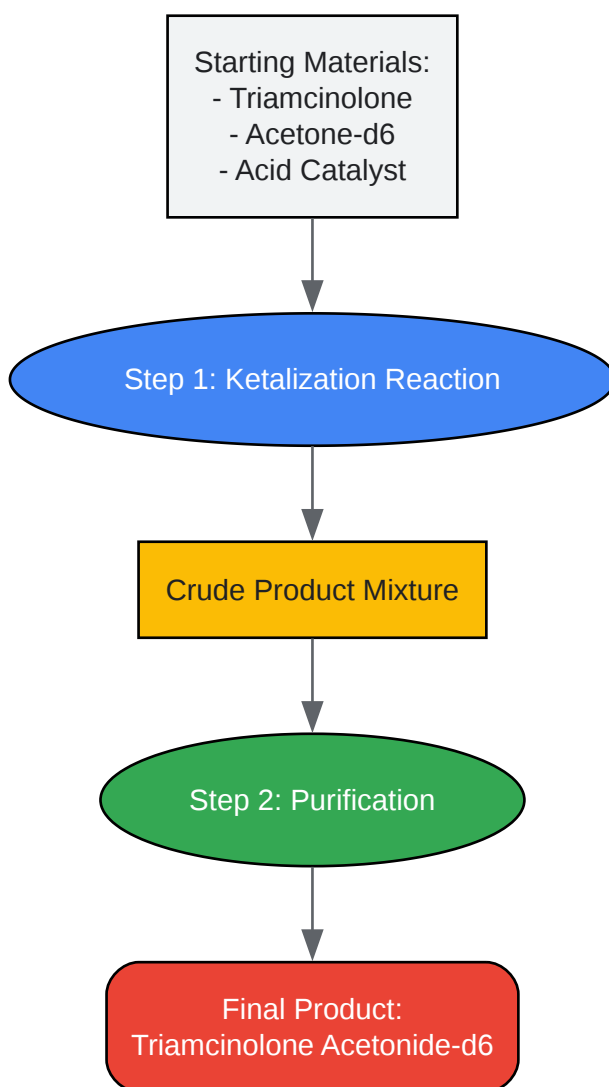 Starting Materials:
- Triamcinolone
- Acetone-d6
- Acid Catalyst
Step 1: Ketalization Reaction
Crude Product Mixture
Step 2: Purification
Final Product:
Triamcinolone Acetonide-d6